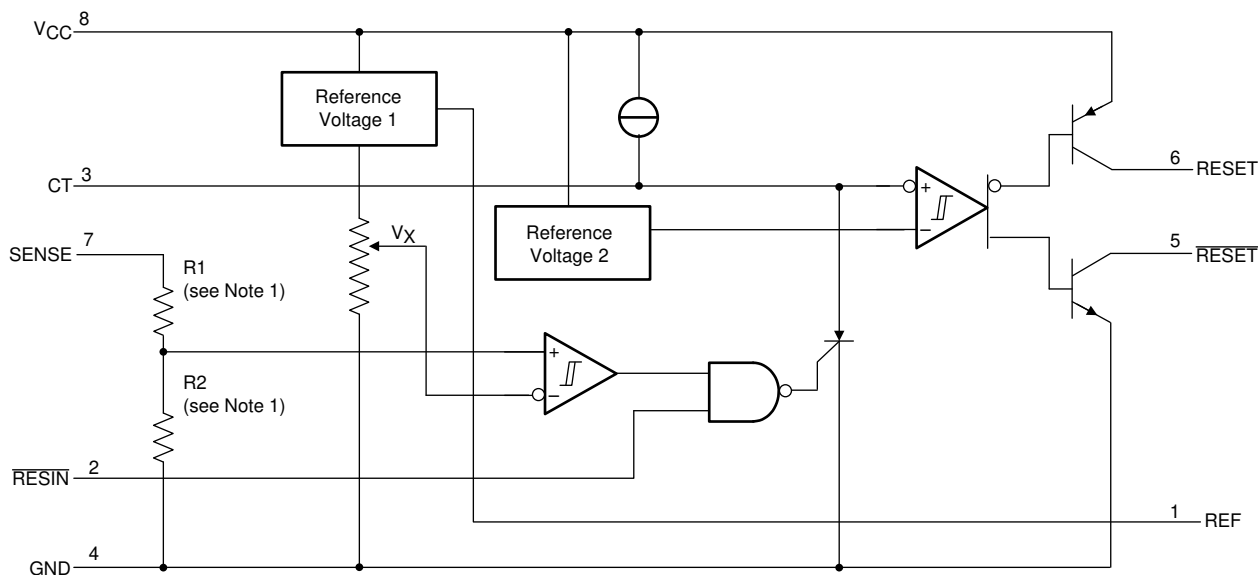 VCC 8
Reference
Voltage 1
CT 3
6 RESET
SENSE 7
VX
Reference
Voltage 2
+
−
5 RESET
R1
(see Note 1)
+
−
R2
(see Note 1)
RESIN 2
1 REF
GND 4